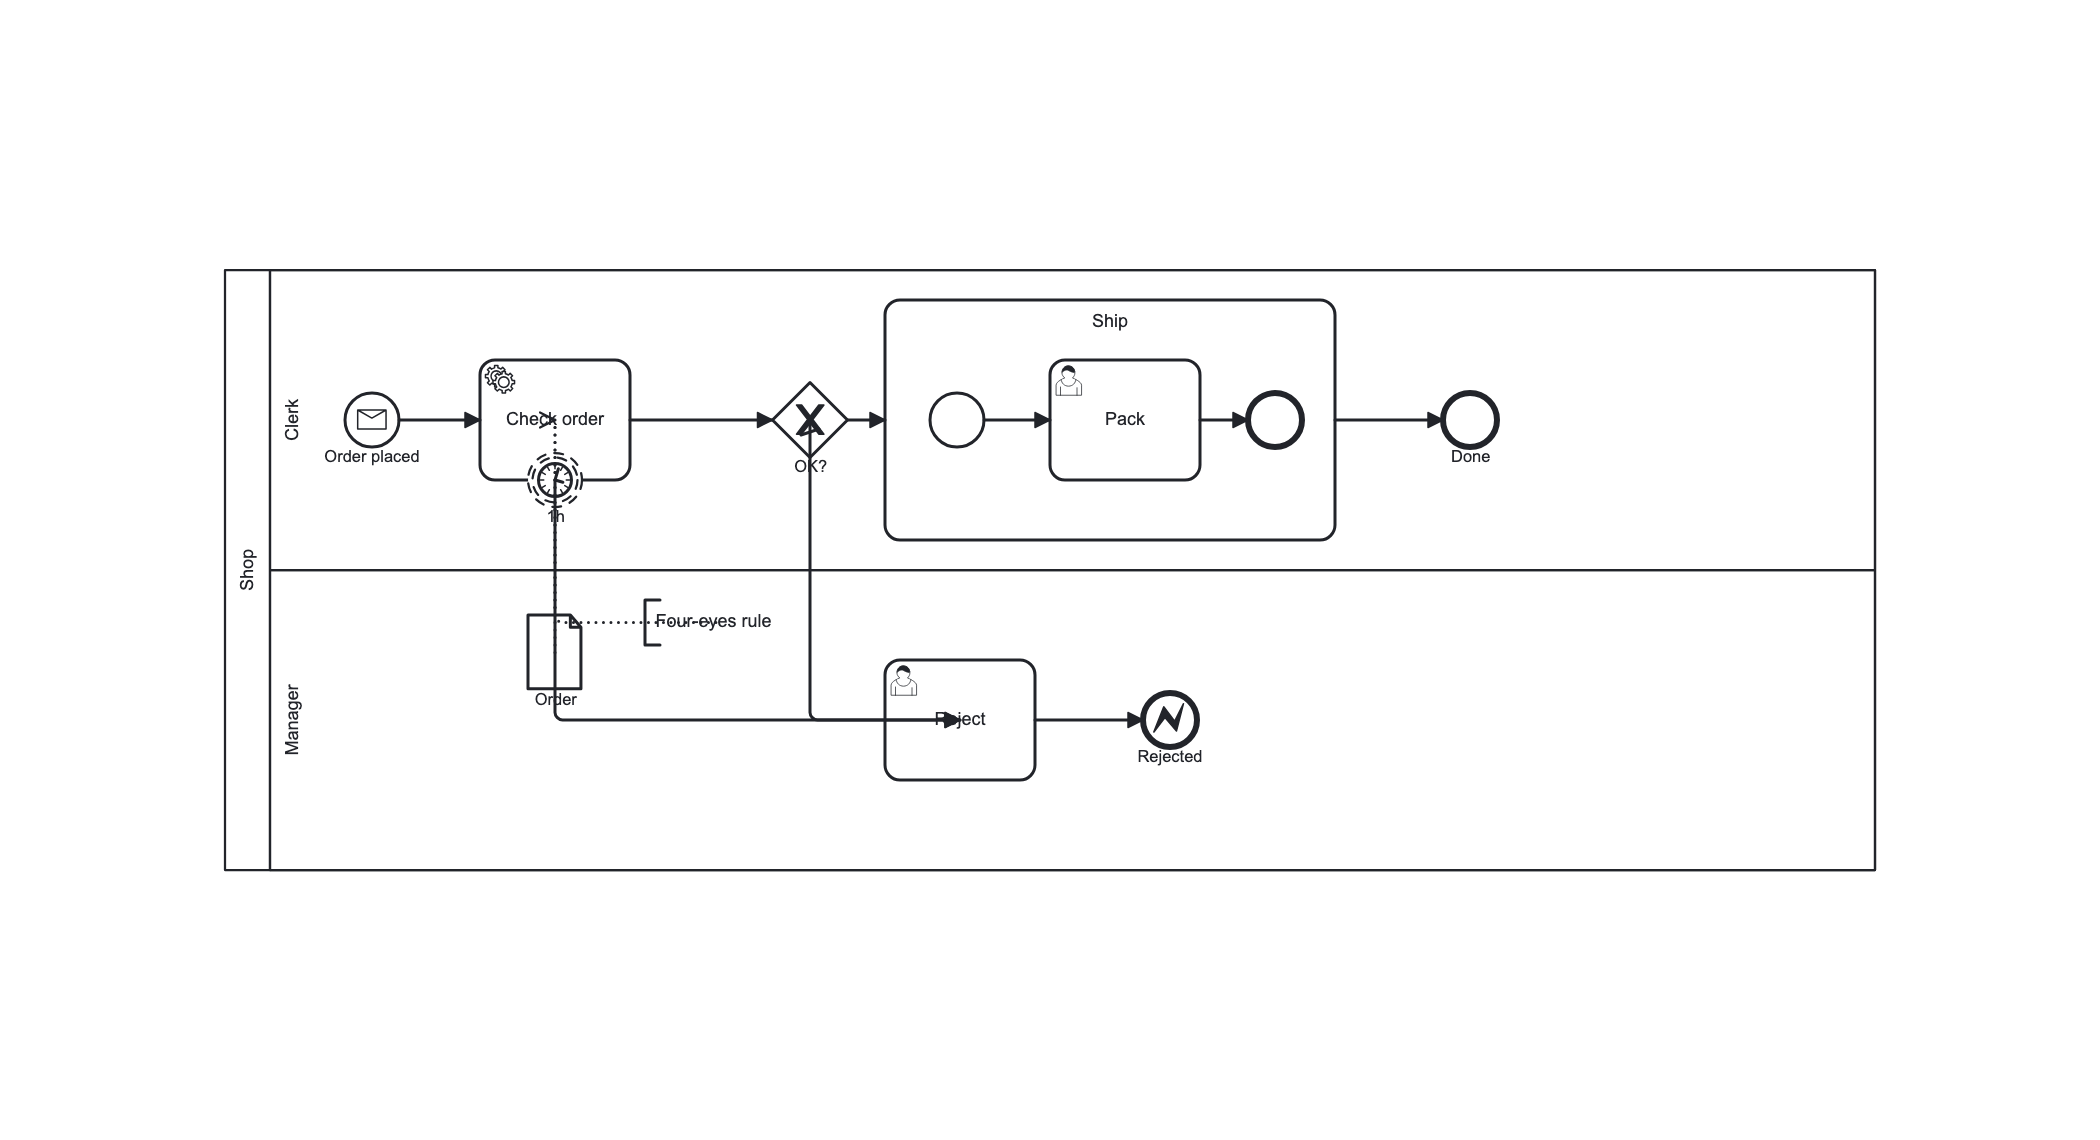 Shop
Clerk
Order placed
Check order
1h
OK?
Ship
Pack
Done
Manager
Order
Four-eyes rule
Reject
Rejected